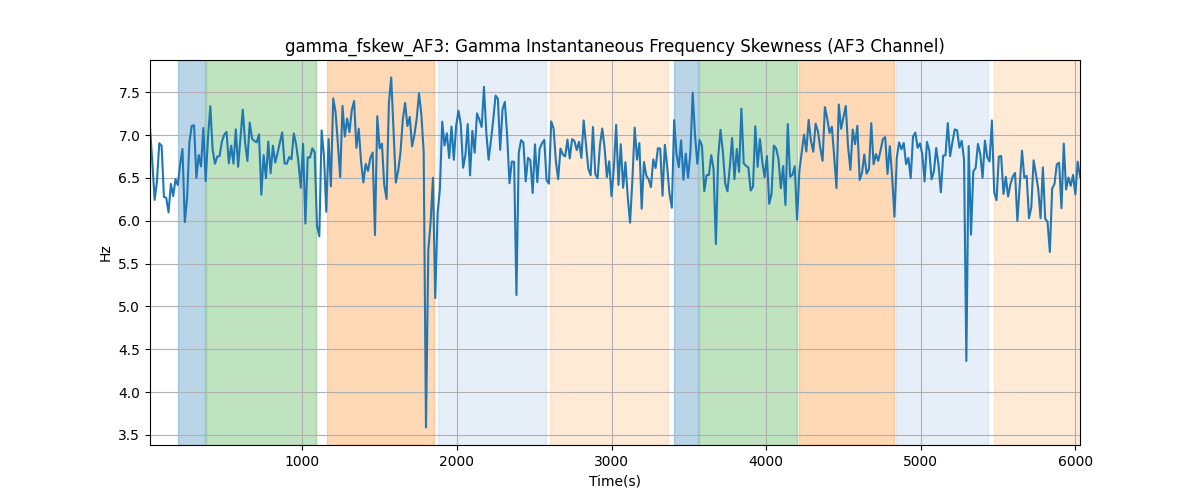 gamma_fskew_AF3: Gamma Instantaneous Frequency Skewness (AF3 Channel)
7.5
7.0
6.5
6.0
5.5
5.0
4.5
4.0
3.5
Hz
1000 2000 3000 4000 5000 6000
Time(s)